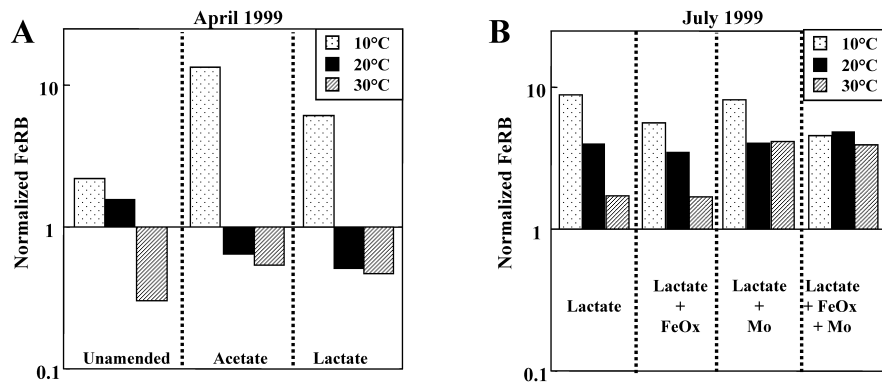 A
April 1999
10°C
20°C
30°C
Normalized FeRB
10
1
0.1
Unamended
Acetate
Lactate
B
July 1999
10°C
20°C
30°C
Normalized FeRB
10
1
0.1
Lactate
Lactate
+
FeOx
Lactate
+
Mo
Lactate
+ FeOx
+ Mo